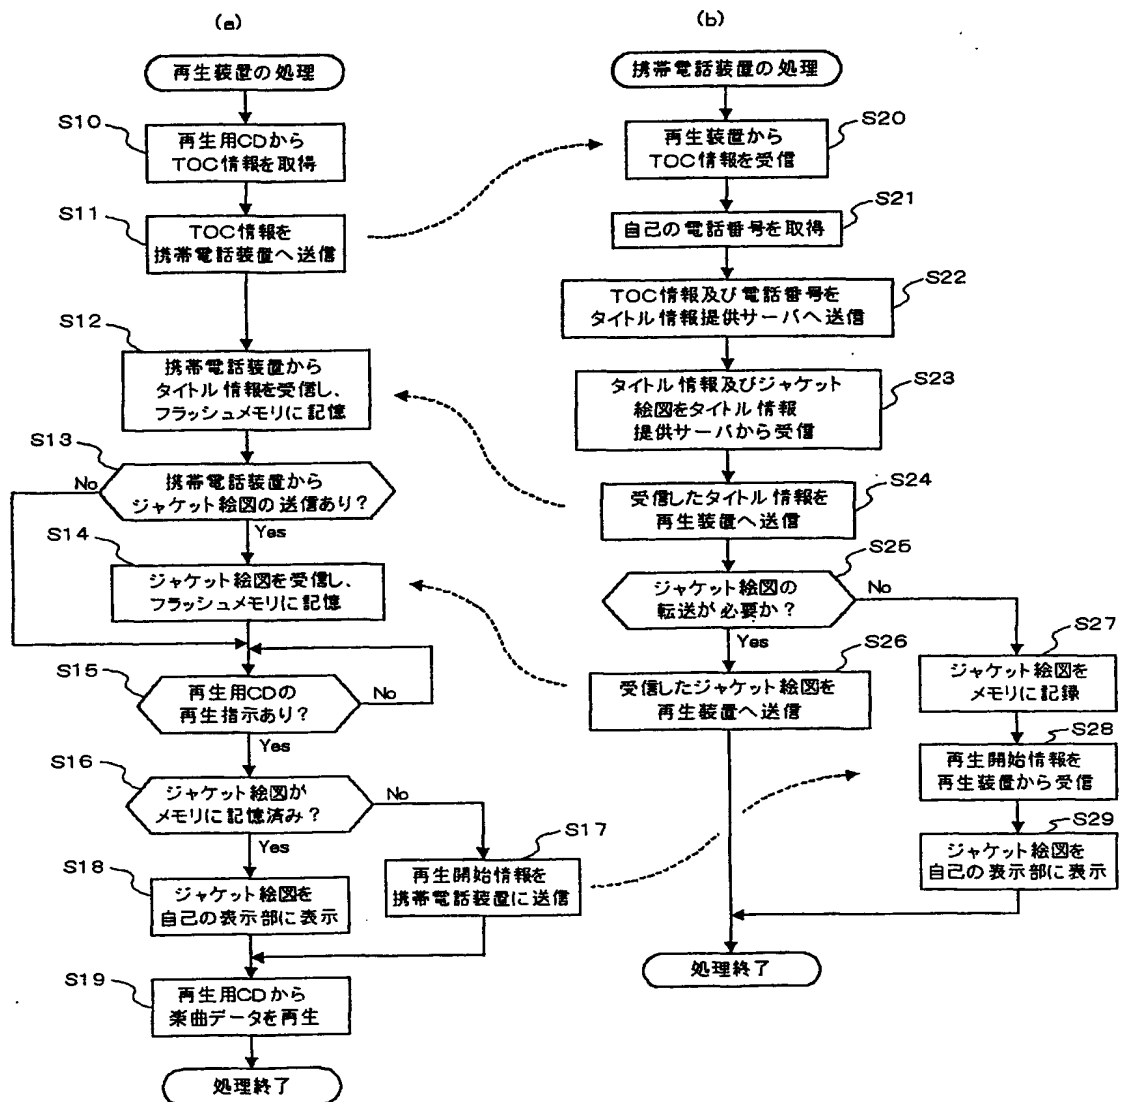 (a)
再生装置の処理
S10
再生用CDから
TOC情報を取得
S11
TOC情報を
携帯電話装置へ送信
S12
携帯電話装置から
タイトル情報を受信し、
フラッシュメモリに記憶
S13
携帯電話装置から
ジャケット絵図の送信あり？
No
Yes
S14
ジャケット絵図を受信し、
フラッシュメモリに記憶
S15
再生用CDの
再生指示あり？
No
Yes
S16
ジャケット絵図が
メモリに記憶済み？
No
Yes
S17
再生開始情報を
携帯電話装置に送信
S18
ジャケット絵図を
自己の表示部に表示
S19
再生用CDから
楽曲データを再生
処理終了
(b)
携帯電話装置の処理
S20
再生装置から
TOC情報を受信
S21
自己の電話番号を取得
S22
TOC情報及び電話番号を
タイトル情報提供サーバへ送信
S23
タイトル情報及びジャケット
絵図をタイトル情報
提供サーバから受信
S24
受信したタイトル情報を
再生装置へ送信
S25
ジャケット絵図の
転送が必要か？
No
Yes
S26
受信したジャケット絵図を
再生装置へ送信
S27
ジャケット絵図を
メモリに記録
S28
再生開始情報を
再生装置から受信
S29
ジャケット絵図を
自己の表示部に表示
処理終了